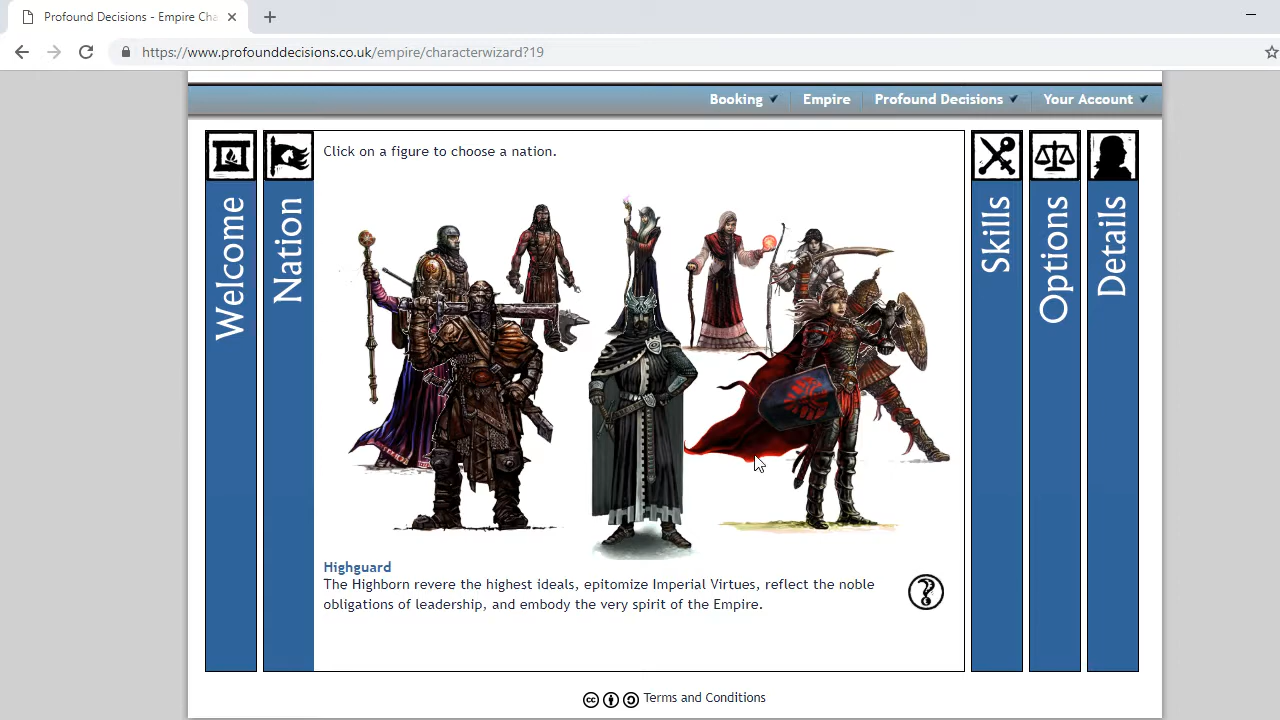 Profound Decisions - Empire Cha
https://www.profounddecisions.co.uk/empire/characterwizard?19
Booking Empire Profound Decisions Your Account
Welcome
Nation
Click on a figure to choose a nation.
Highguard
The Highborn revere the highest ideals, epitomize Imperial Virtues, reflect the noble
obligations of leadership, and embody the very spirit of the Empire.
Skills
Options
Details
Terms and Conditions